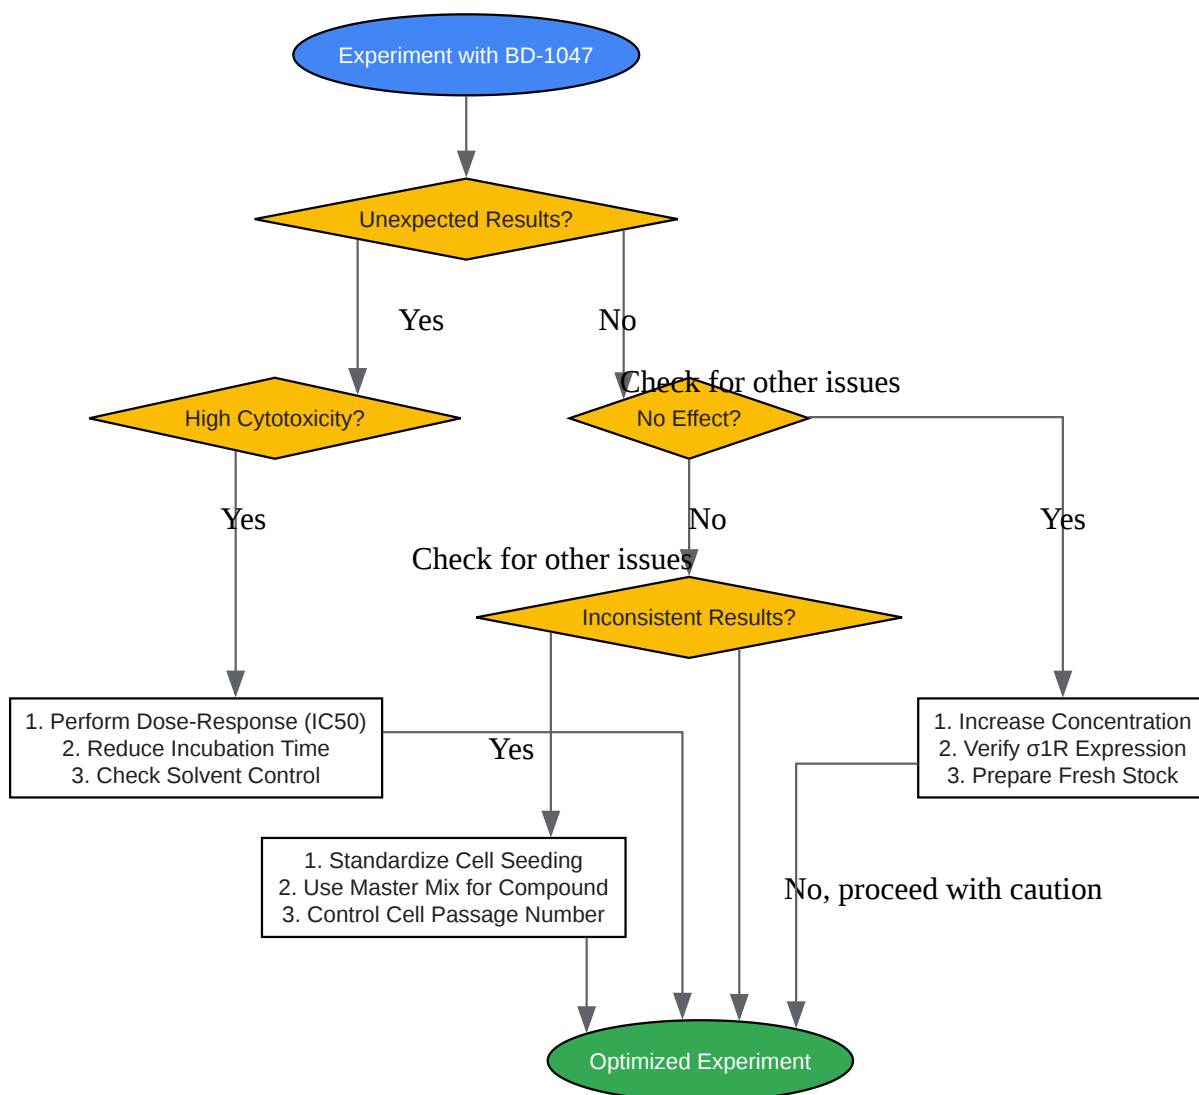 Experiment with BD-1047
Unexpected Results?
Yes
No
Check for other issues
High Cytotoxicity?
No Effect?
Yes
No
Yes
Check for other issues
Inconsistent Results?
1. Perform Dose-Response (IC50)
2. Reduce Incubation Time
3. Check Solvent Control
Yes
1. Increase Concentration
2. Verify σ1R Expression
3. Prepare Fresh Stock
1. Standardize Cell Seeding
2. Use Master Mix for Compound
3. Control Cell Passage Number
No, proceed with caution
Optimized Experiment